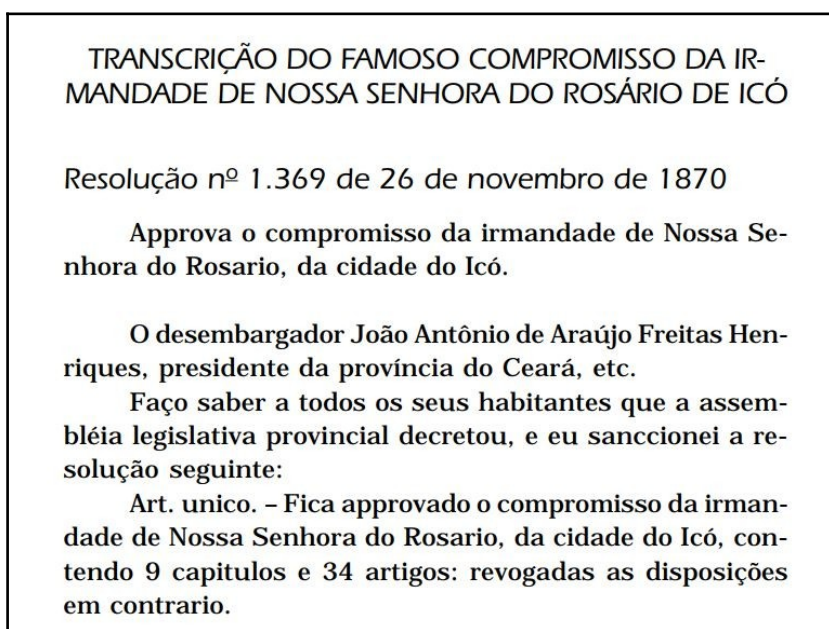 TRANSCRIÇÃO DO FAMOSO COMPROMISSO DA IR-
MANDADE DE NOSSA SENHORA DO ROSÁRIO DE ICÓ
Resolução nº 1.369 de 26 de novembro de 1870
Approva o compromisso da irmandade de Nossa Se-
nhora do Rosario, da cidade do Icó.
O desembargador João Antônio de Araújo Freitas Hen-
riques, presidente da província do Ceará, etc.
Faço saber a todos os seus habitantes que a assem-
bléia legislativa provincial decretou, e eu sanccionei a re-
solução seguinte:
Art. unico. – Fica approvado o compromisso da irman-
dade de Nossa Senhora do Rosario, da cidade do Icó, con-
tendo 9 capitulos e 34 artigos: revogadas as disposições
em contrario.